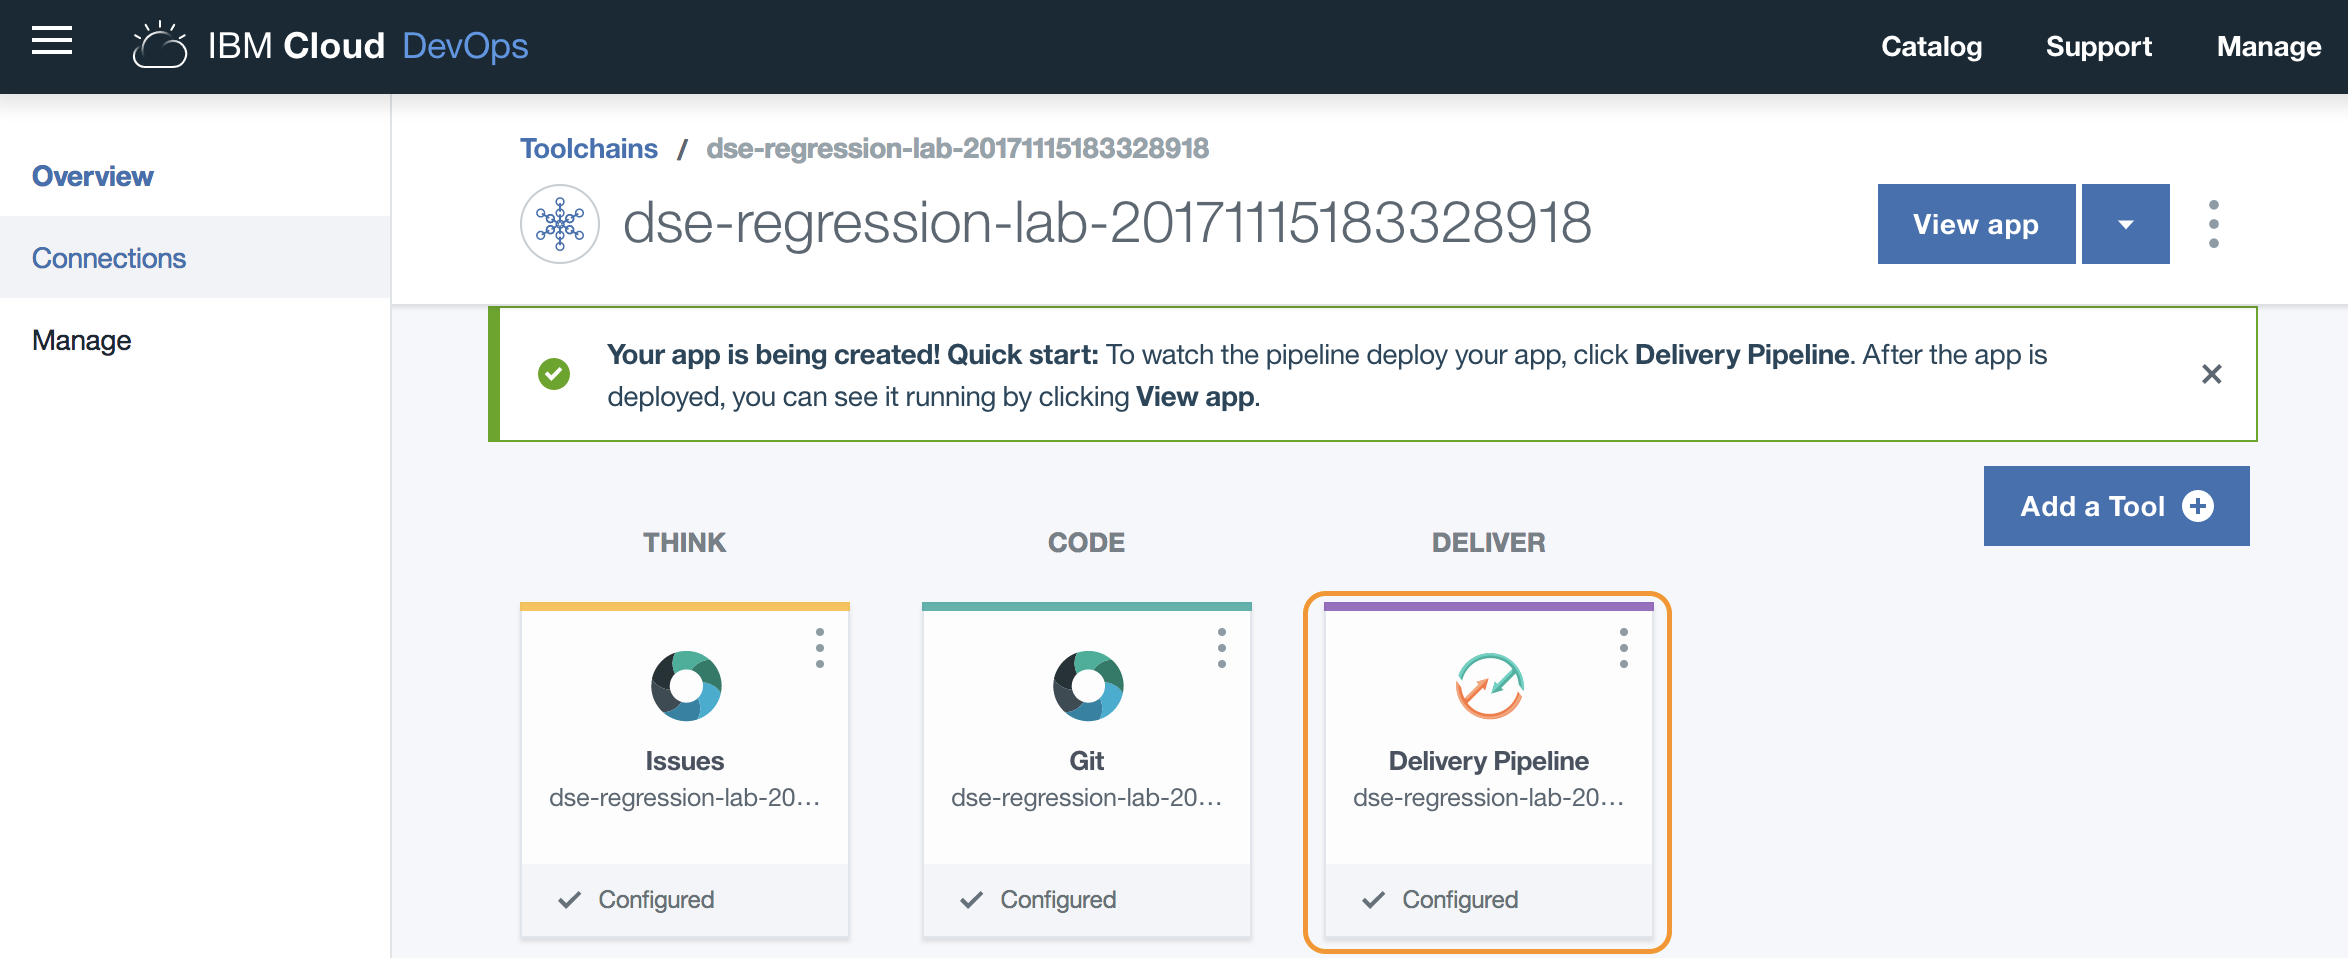 IBM Cloud DevOps
Catalog Support Manage
Overview
Connections
Manage
Toolchains / dse-regression-lab-20171115183328918
dse-regression-lab-20171115183328918
View app
Your app is being created! Quick start: To watch the pipeline deploy your app, click Delivery Pipeline. After the app is
deployed, you can see it running by clicking View app.
Add a Tool
THINK CODE DELIVER
Issues Git Delivery Pipeline
dse-regression-lab-20... dse-regression-lab-20... dse-regression-lab-20...
Configured Configured Configured